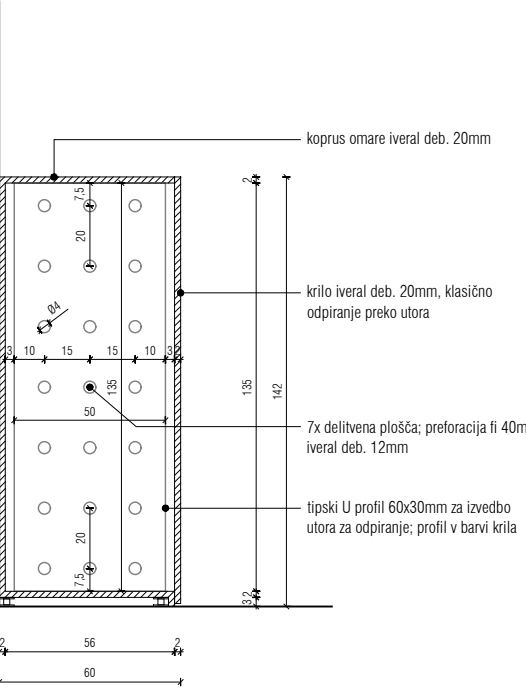 koprus omare iveral deb. 20mm
2
7,5
20
Ø4
krilo iveral deb. 20mm, klasično
odpiranje preko utora
3 10 15 15 10 3 2
135
135
142
50
7x delitvena plošča; preforacija fi 40m
iveral deb. 12mm
tipski U profil 60x30mm za izvedbo
utora za odpiranje; profil v barvi krila
20
7,5
3 2
2 56 2
60